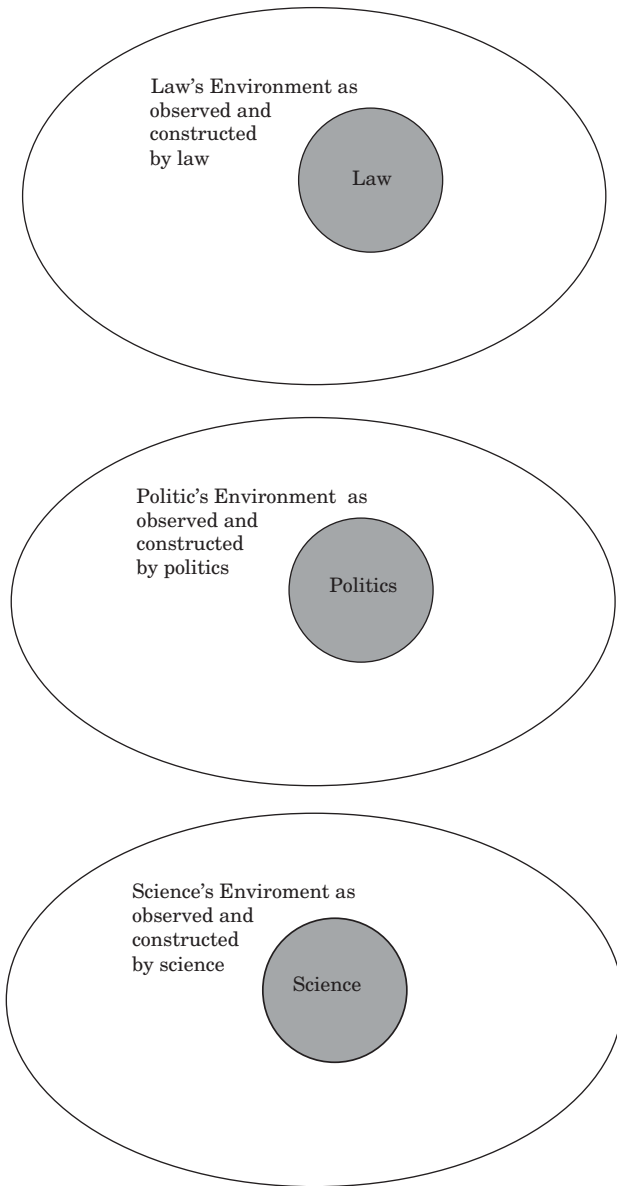 Law’s Environment as
observed and
constructed
by law
Law
Politic’s Environment as
observed and
constructed
by politics
Politics
Science’s Enviroment as
observed and
constructed
by science
Science